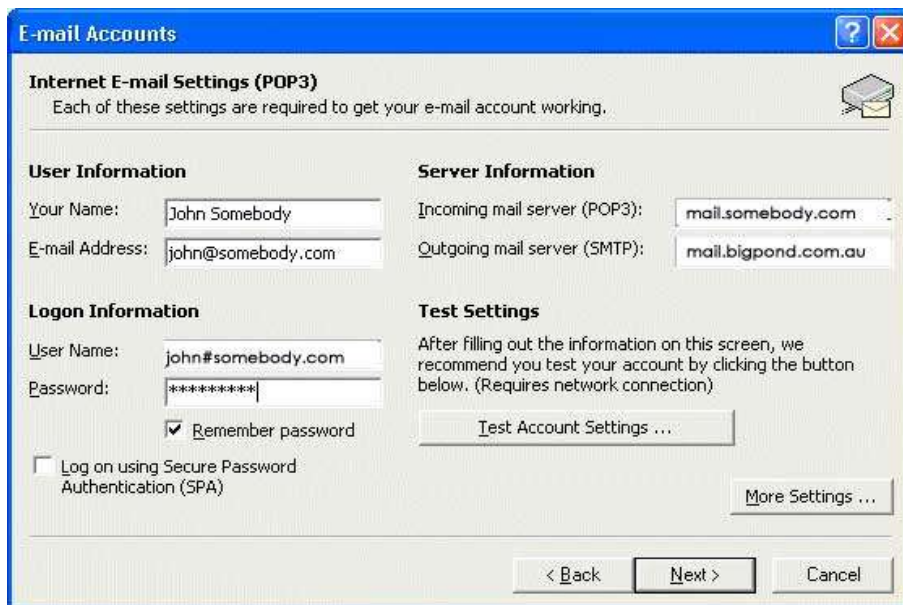 E-mail Accounts
Internet E-mail Settings (POP3)
Each of these settings are required to get your e-mail account working.
User Information
Your Name: John Somebody
E-mail Address: john@somebody.com
Server Information
Incoming mail server (POP3): mail.somebody.com
Outgoing mail server (SMTP): mail.bigpond.com.au
Logon Information
User Name: john#somebody.com
Password: *********
Remember password
Log on using Secure Password
Authentication (SPA)
Test Settings
After filling out the information on this screen, we
recommend you test your account by clicking the button
below. (Requires network connection)
Test Account Settings ...
More Settings ...
< Back
Next >
Cancel